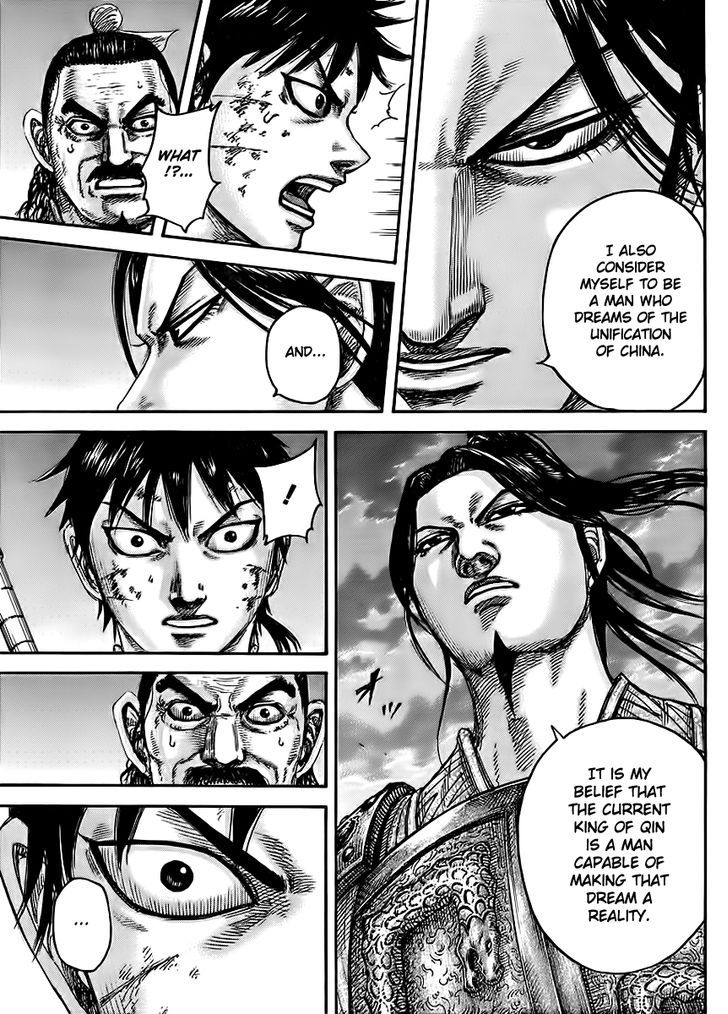 I ALSO
CONSIDER
MYSELF TO BE
A MAN WHO
DREAMS OF THE
UNIFICATION
OF CHINA.
WHAT
!?...
AND...
IT IS MY
BELIEF THAT
THE CURRENT
KING OF QIN
IS A MAN
CAPABLE OF
MAKING THAT
DREAM A
REALITY.
!
...